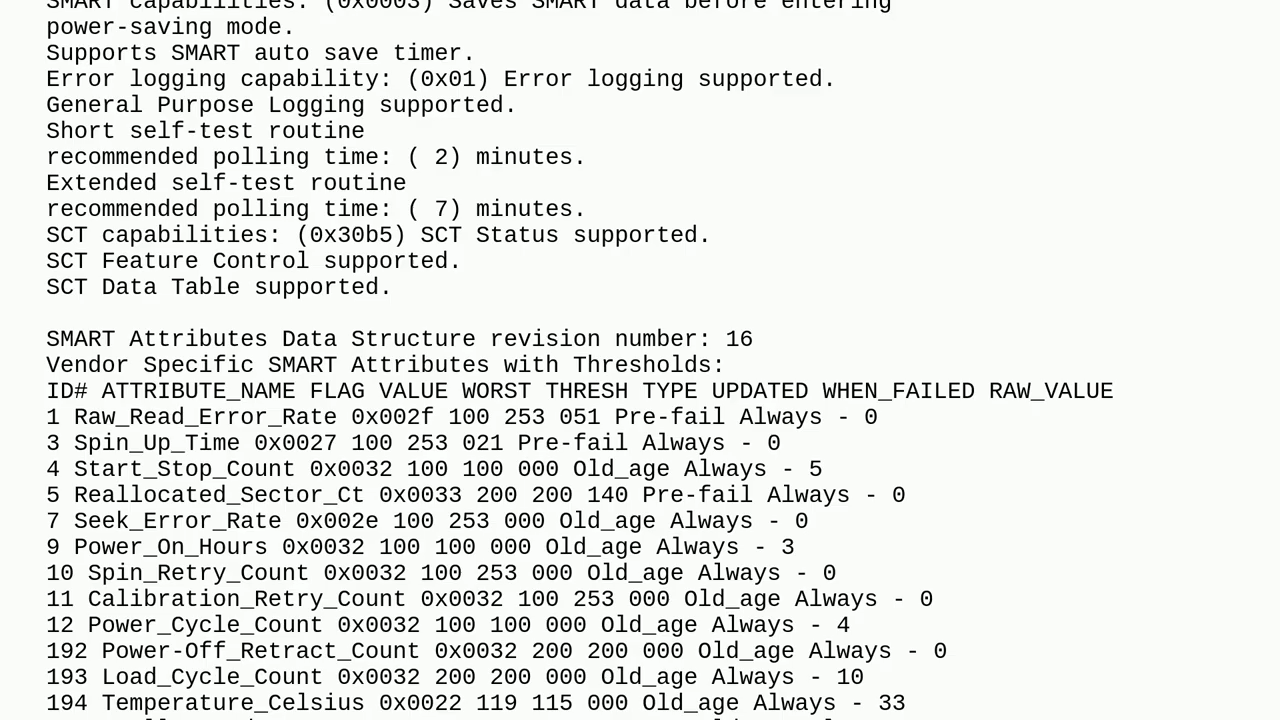 SMART capabilities: (0x0003) Saves SMART data before entering
power-saving mode.
Supports SMART auto save timer.
Error logging capability: (0x01) Error logging supported.
General Purpose Logging supported.
Short self-test routine
recommended polling time: ( 2) minutes.
Extended self-test routine
recommended polling time: ( 7) minutes.
SCT capabilities: (0x30b5) SCT Status supported.
SCT Feature Control supported.
SCT Data Table supported.

SMART Attributes Data Structure revision number: 16
Vendor Specific SMART Attributes with Thresholds:
ID# ATTRIBUTE_NAME FLAG VALUE WORST THRESH TYPE UPDATED WHEN_FAILED RAW_VALUE
1 Raw_Read_Error_Rate 0x002f 100 253 051 Pre-fail Always - 0
3 Spin_Up_Time 0x0027 100 253 021 Pre-fail Always - 0
4 Start_Stop_Count 0x0032 100 100 000 Old_age Always - 5
5 Reallocated_Sector_Ct 0x0033 200 200 140 Pre-fail Always - 0
7 Seek_Error_Rate 0x002e 100 253 000 Old_age Always - 0
9 Power_On_Hours 0x0032 100 100 000 Old_age Always - 3
10 Spin_Retry_Count 0x0032 100 253 000 Old_age Always - 0
11 Calibration_Retry_Count 0x0032 100 253 000 Old_age Always - 0
12 Power_Cycle_Count 0x0032 100 100 000 Old_age Always - 4
192 Power-Off_Retract_Count 0x0032 200 200 000 Old_age Always - 0
193 Load_Cycle_Count 0x0032 200 200 000 Old_age Always - 10
194 Temperature_Celsius 0x0022 119 115 000 Old_age Always - 33